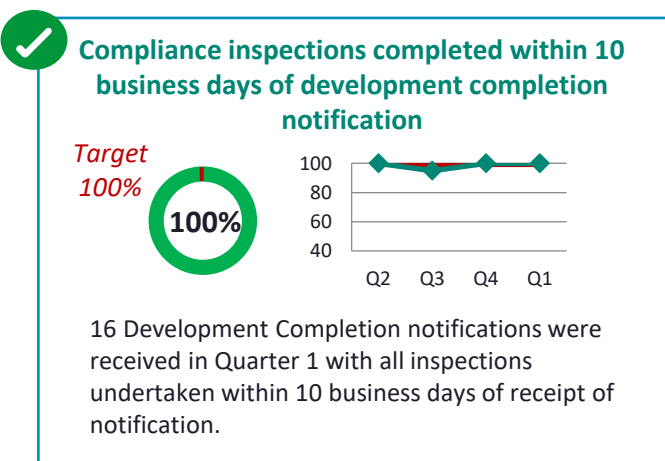 Compliance inspections completed within 10
business days of development completion
notification
Target
100%
100%
100
80
60
40
Q2 Q3 Q4 Q1
16 Development Completion notifications were
received in Quarter 1 with all inspections
undertaken within 10 business days of receipt of
notification.